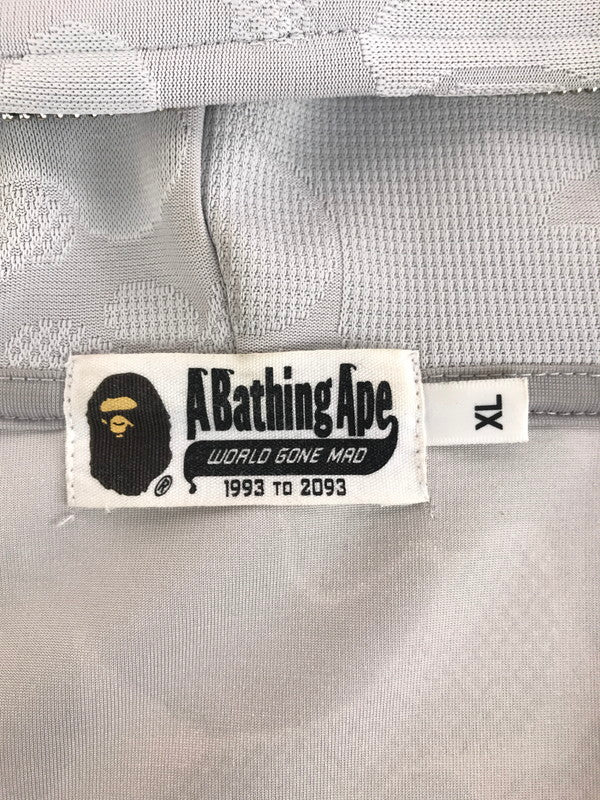 A Bathing Ape
WORLD GONE MAD
1993 TO 2093
®
XL